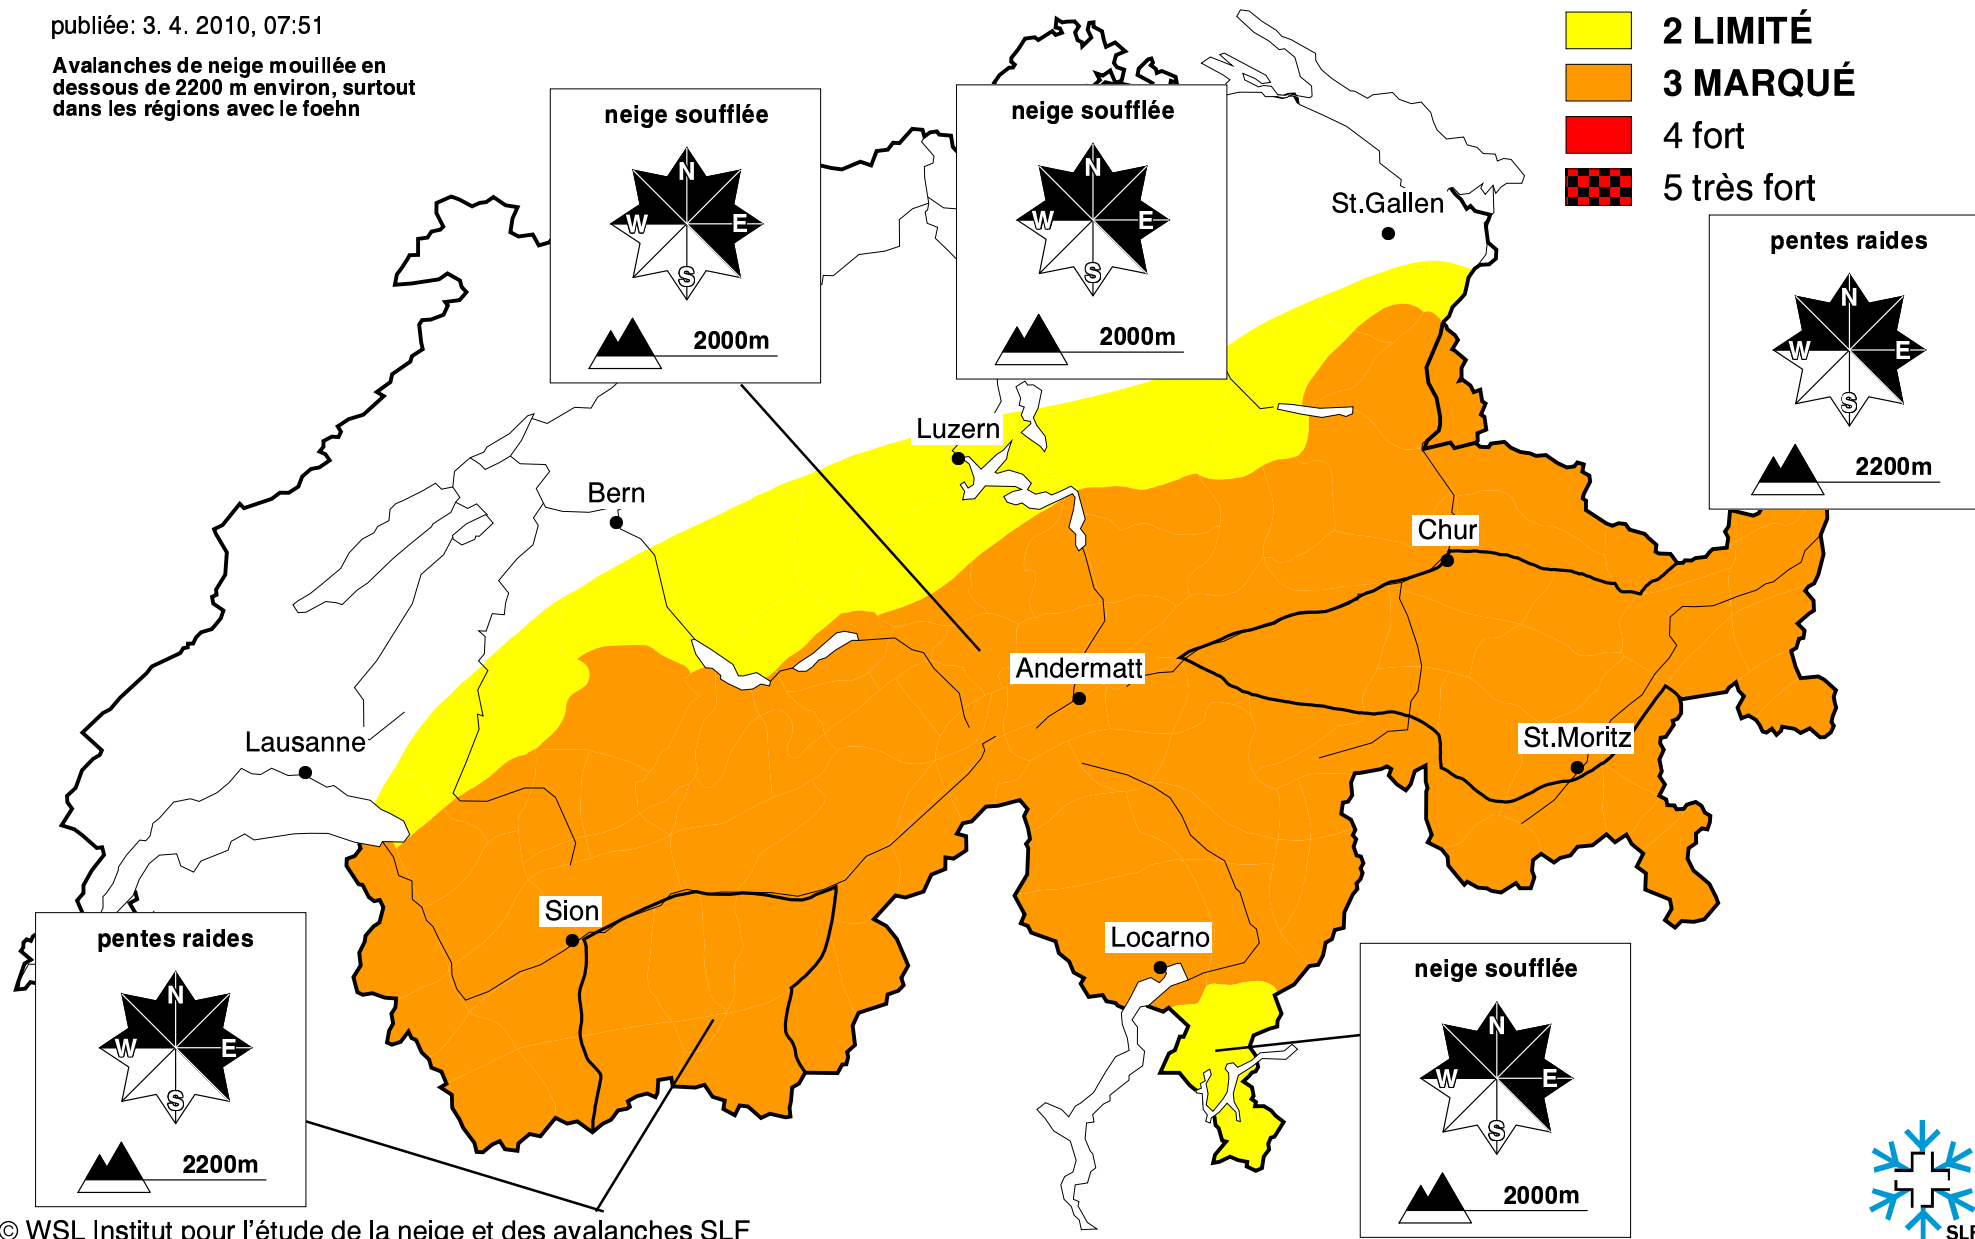 publiée: 3. 4. 2010, 07:51
Avalanches de neige mouillée en
dessous de 2200 m environ, surtout
dans les régions avec le foehn
2 LIMITÉ
3 MARQUÉ
4 fort
5 très fort
neige soufflée
N
W E
S
2000m
neige soufflée
N
W E
S
2000m
pentes raides
N
W E
S
2200m
St.Gallen
Luzern
Bern
Chur
Andermatt
Lausanne
St.Moritz
Sion
Locarno
pentes raides
N
W E
S
2200m
neige soufflée
N
W E
S
2000m
© WSL Institut pour l'étude de la neige et des avalanches SLF
SLF